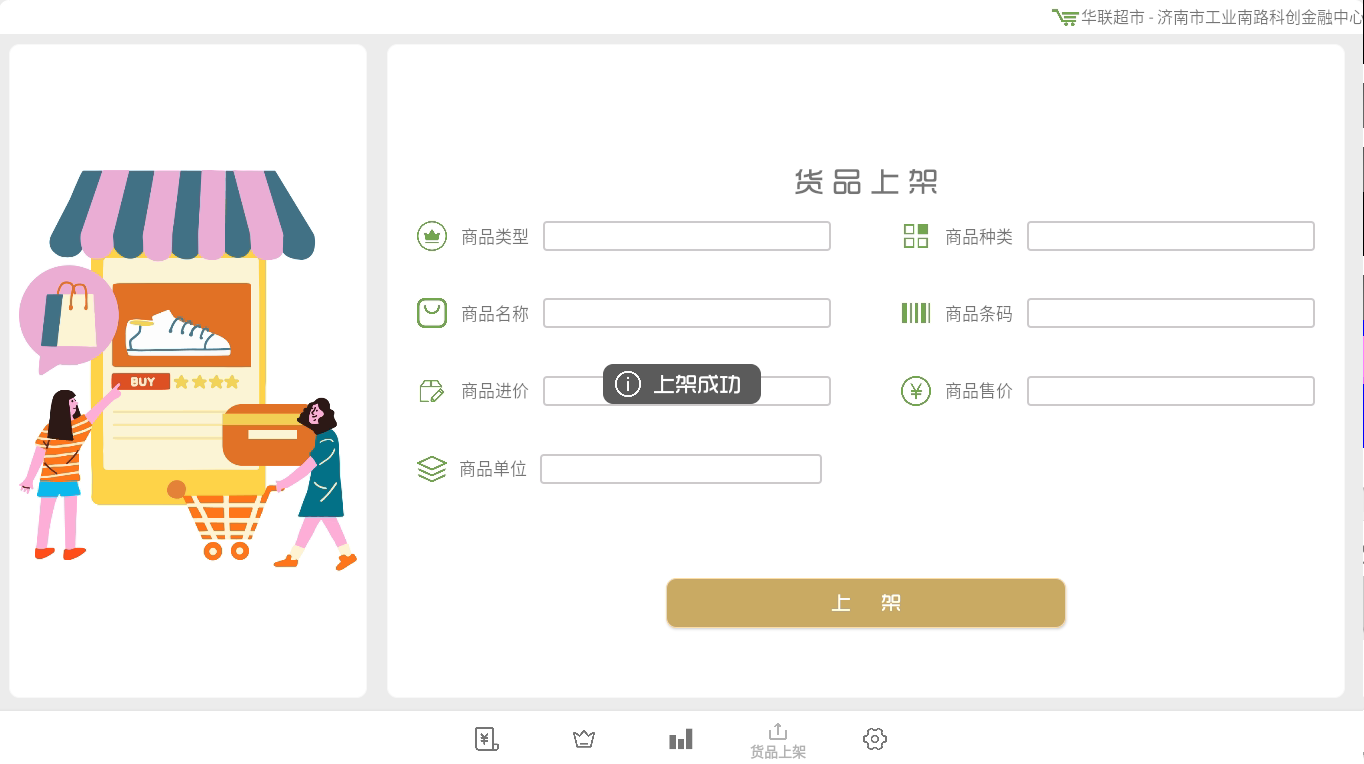 华联超市 - 济南市工业南路科创金融中心
货品上架
商品类型
商品种类
商品名称
商品条码
商品进价
上架成功
商品售价
BUY
商品单位
上 架
货品上架